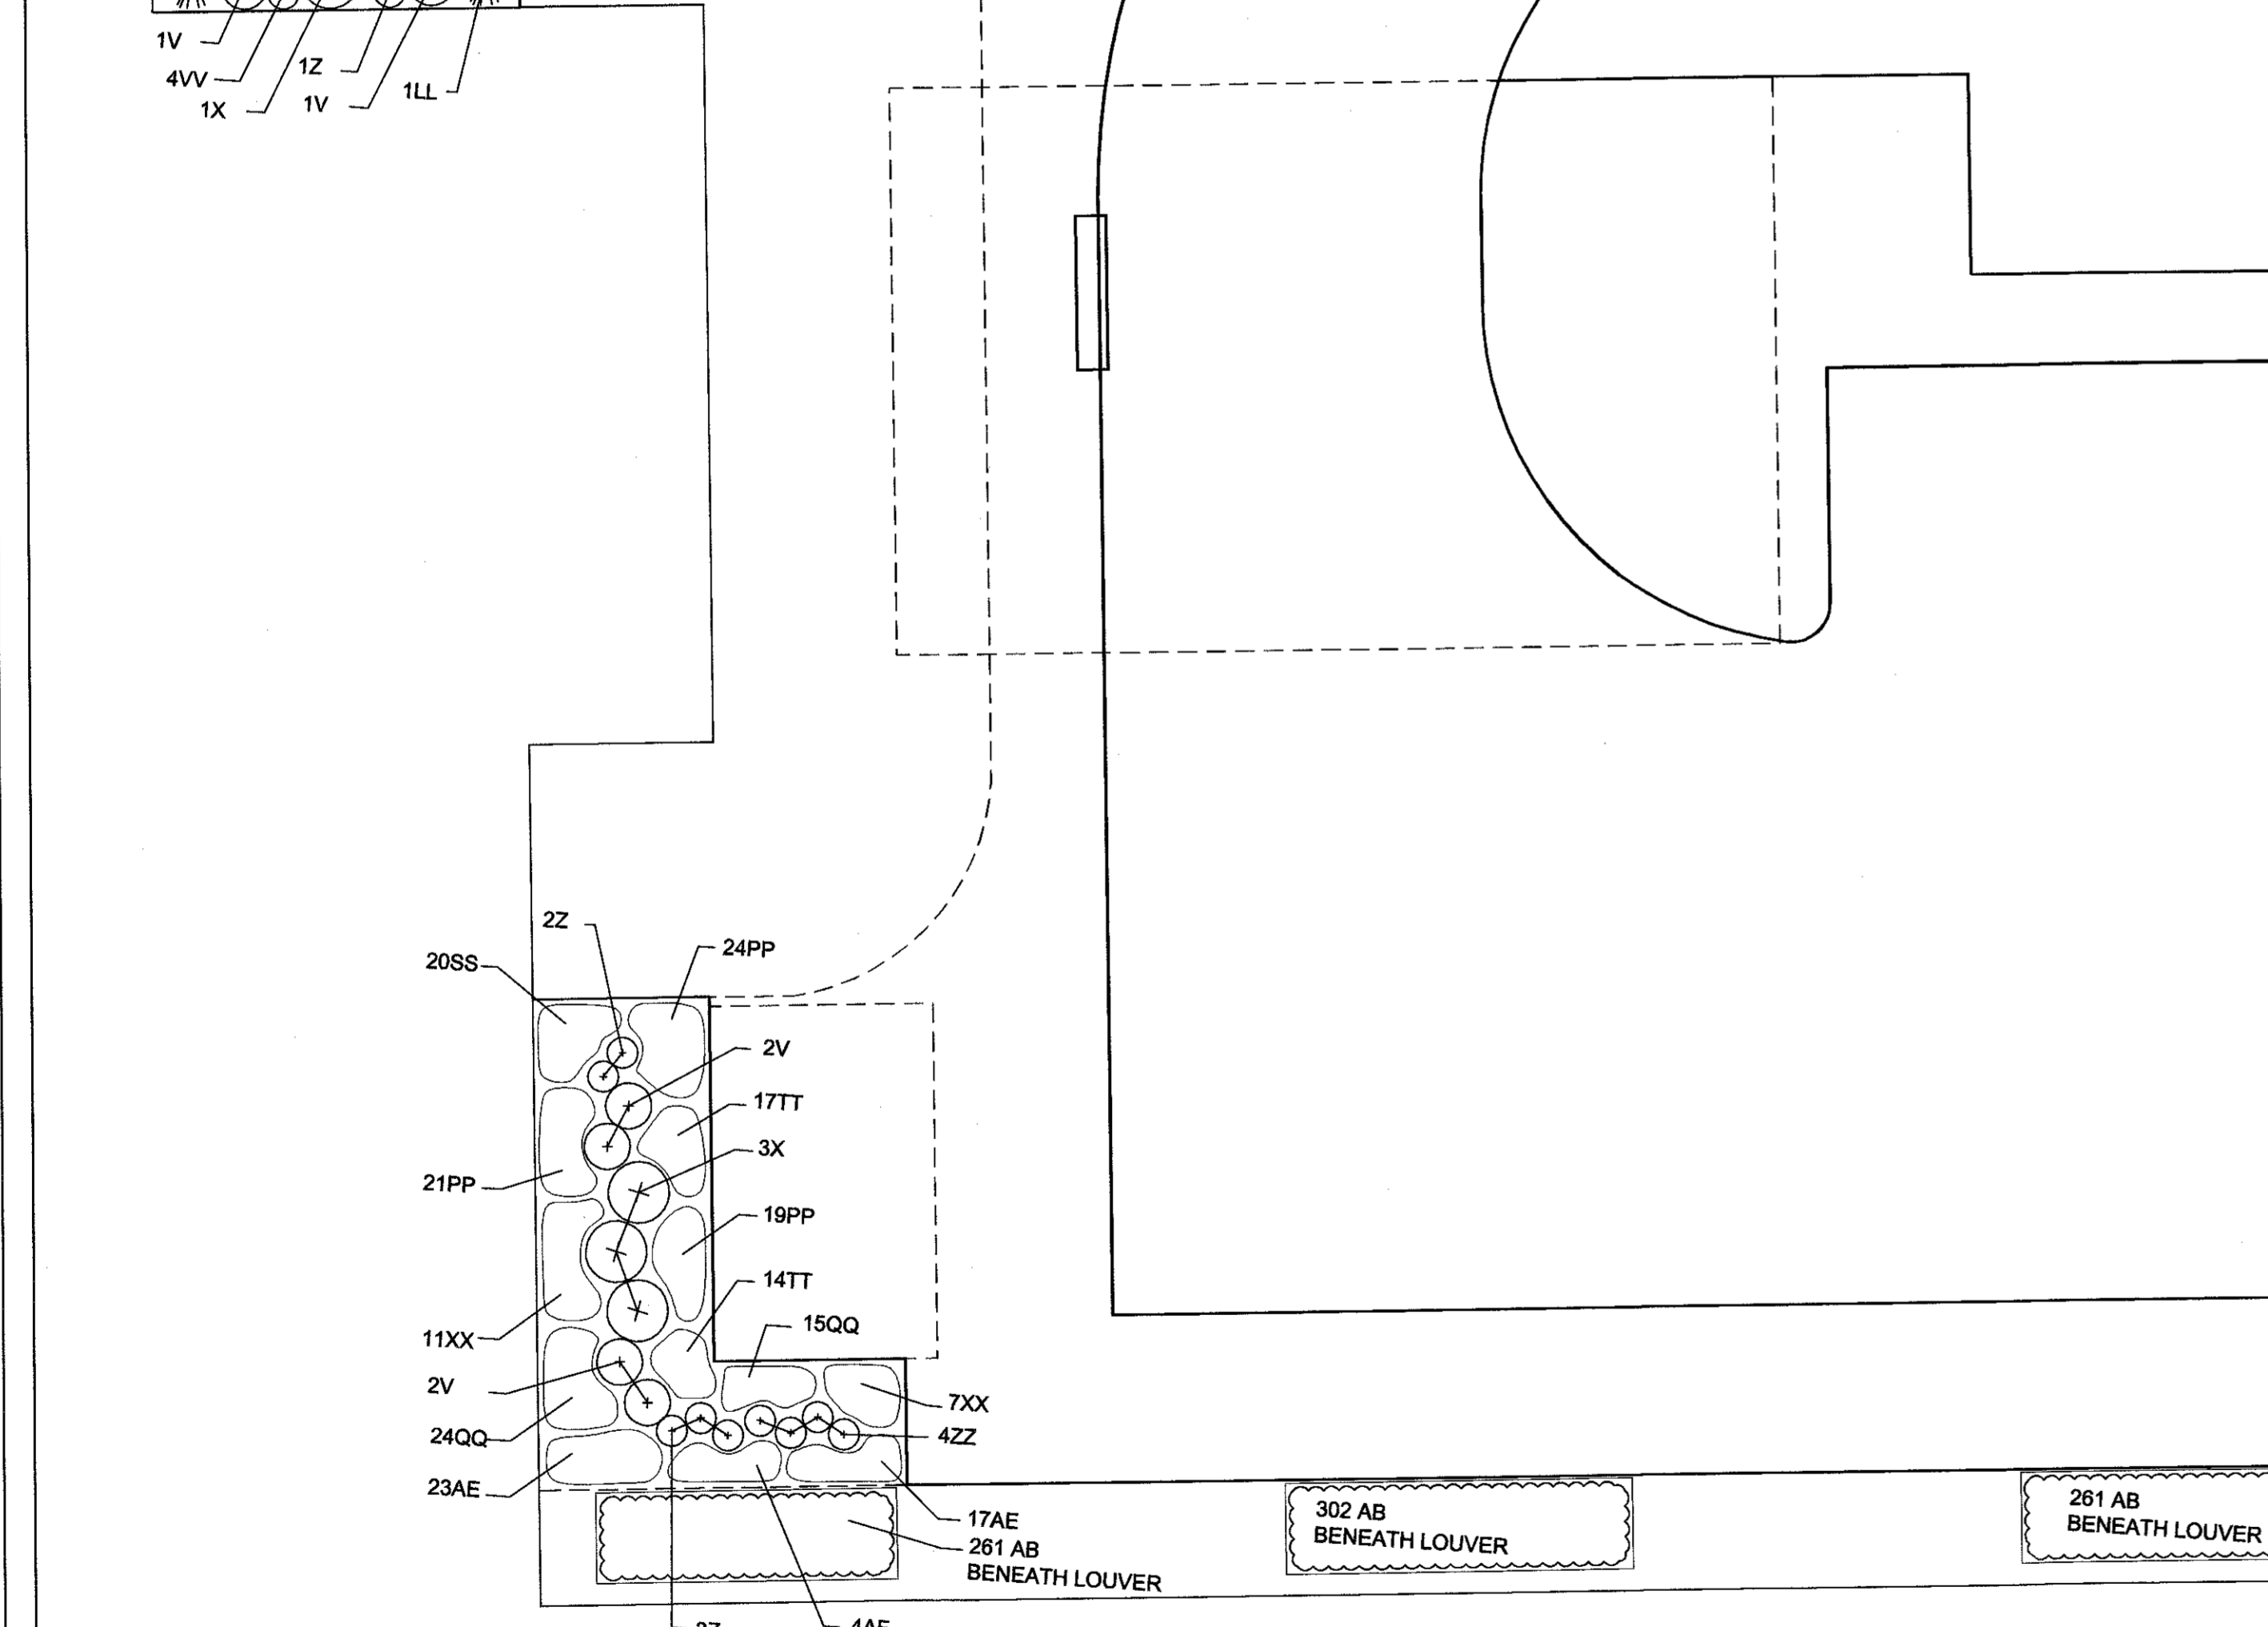 1V
4VV
1X
1Z
1V
1LL
2Z
20SS
24PP
2V
17TT
3X
21PP
19PP
14TT
15QQ
11XX
2V
7XX
24QQ
4ZZ
23AE
17AE
261 AB
BENEATH LOUVER
302 AB
BENEATH LOUVER
261 AB
BENEATH LOUVER